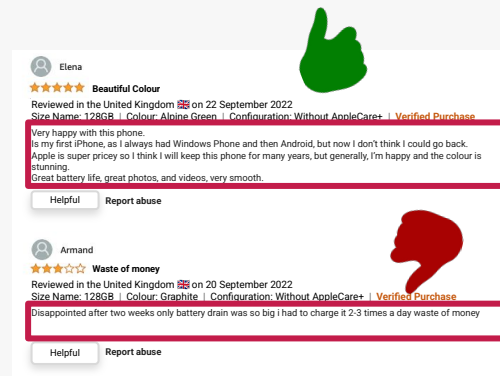 Elena
Beautiful Colour
Reviewed in the United Kingdom 🇬🇧 on 22 September 2022
Size Name: 128GB | Colour: Alpine Green | Configuration: Without AppleCare+ | Verified Purchase
Very happy with this phone.
Is my first iPhone, as I always had Windows Phone and then Android, but now I don't think I could go back.
Apple is super pricey so I think I will keep this phone for many years, but generally, I'm happy and the colour is
stunning.
Great battery life, great photos, and videos, very smooth.
Helpful Report abuse
Armand
Waste of money
Reviewed in the United Kingdom 🇬🇧 on 20 September 2022
Size Name: 128GB | Colour: Graphite | Configuration: Without AppleCare+ | Verified Purchase
Disappointed after two weeks only battery drain was so big i had to charge it 2-3 times a day waste of money
Helpful Report abuse